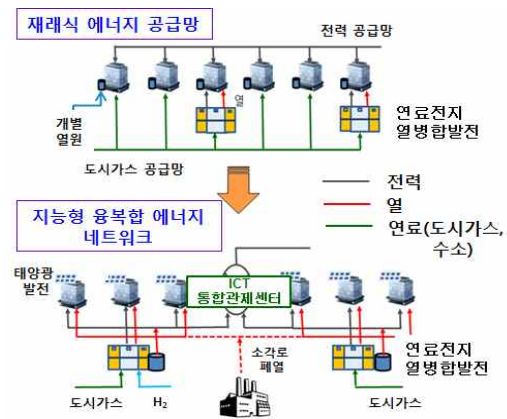 재래식 에너지 공급망
전력 공급망
열
개별
열원
연료전지
열병합발전
도시가스 공급망
전력
열
연료(도시가스,
수소)
지능형 융복합 에너지
네트워크
태양광
발전
ICT
통합관제센터
소각로
폐열
연료전지
열병합발전
도시가스
H₂
도시가스